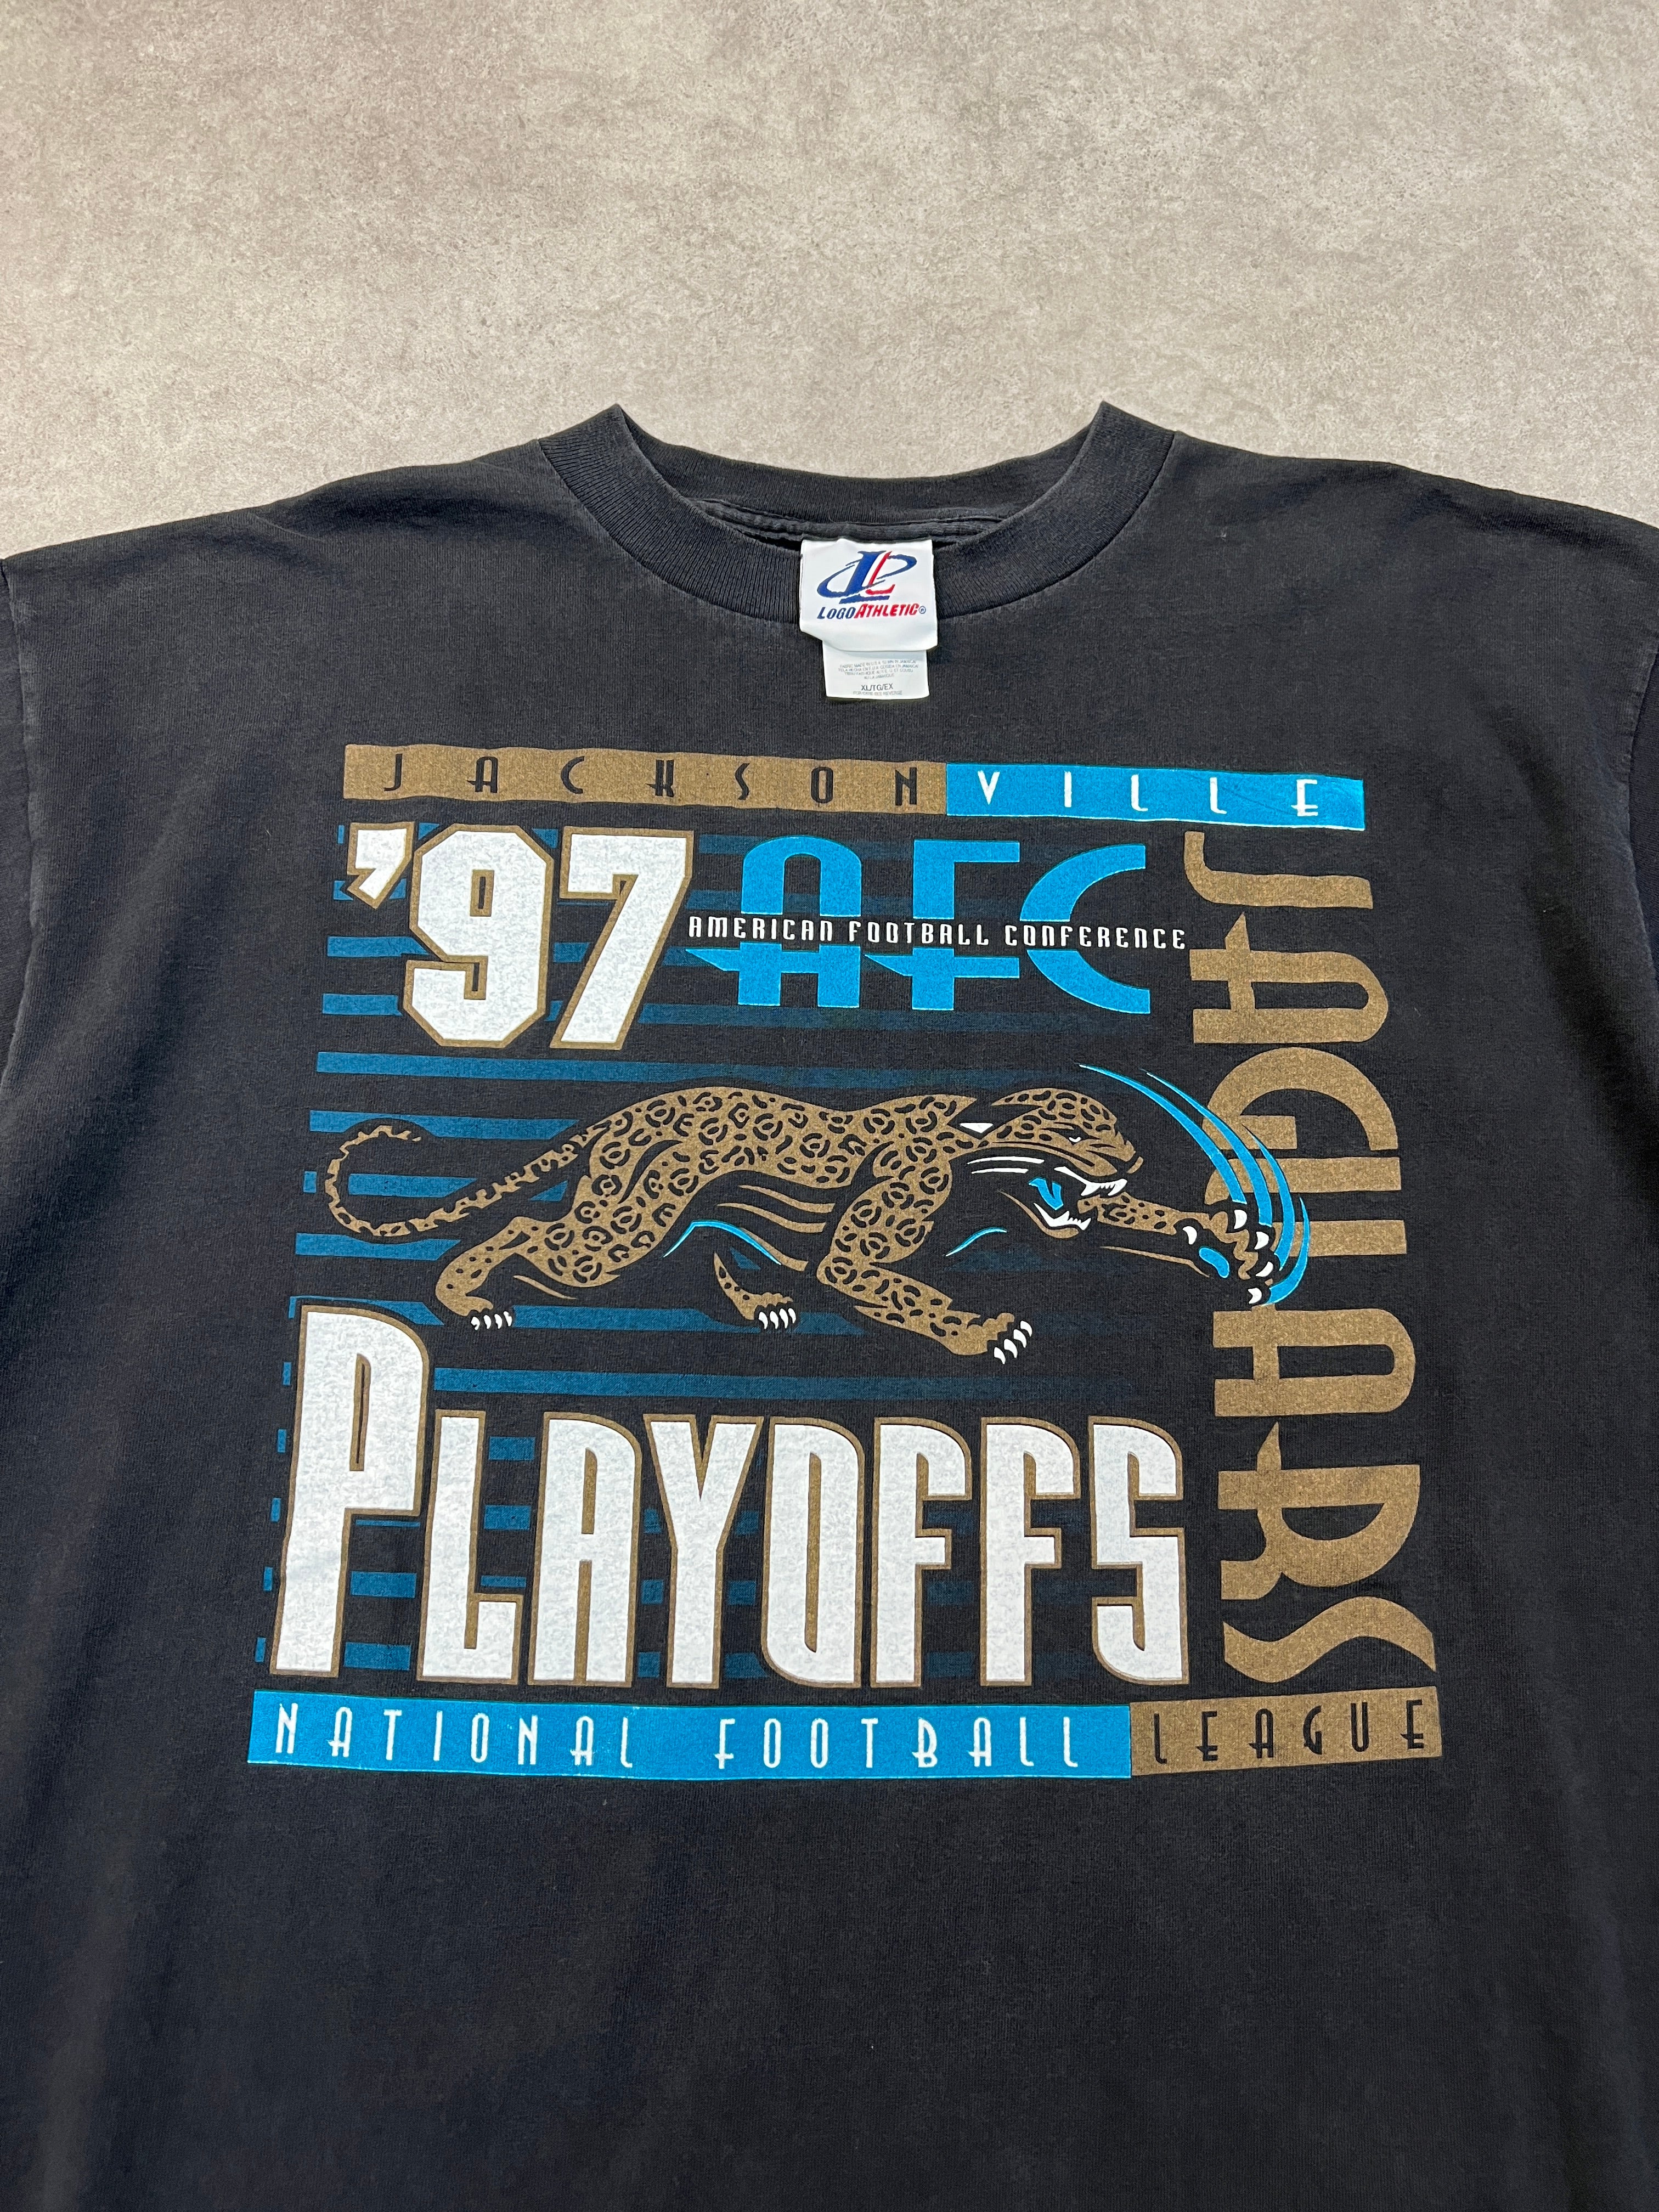 LOGOATHLETIC®
XL/TG/EX
JACKSONVILLE
'97 AFC
AMERICAN FOOTBALL CONFERENCE
JAGUARS
PLAYOFFS
NATIONAL FOOTBALL LEAGUE